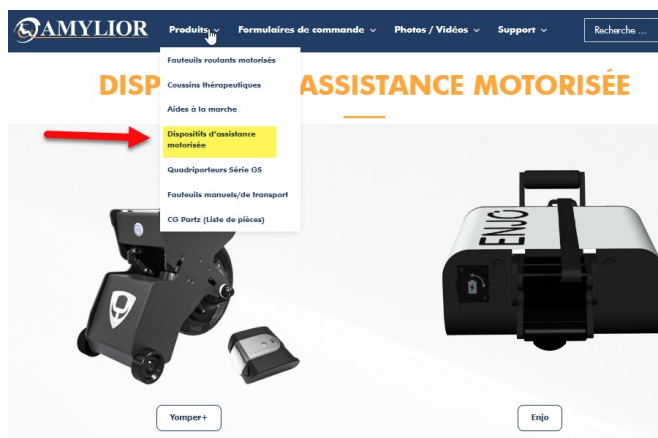 AMYLIOR
Produits
Formulaires de commande
Photos / Vidéos
Support
Recherche ...
Fauteuils roulants motorisés
Coussins thérapeutiques
Aides à la marche
Dispositifs d'assistance
motorisée
Quadriporteurs Série GS
Fauteuils manuels/de transport
CG Partz (Liste de pièces)
DISP ASSISTANCE MOTORISÉE
ENJO
Yomper+
Enjo